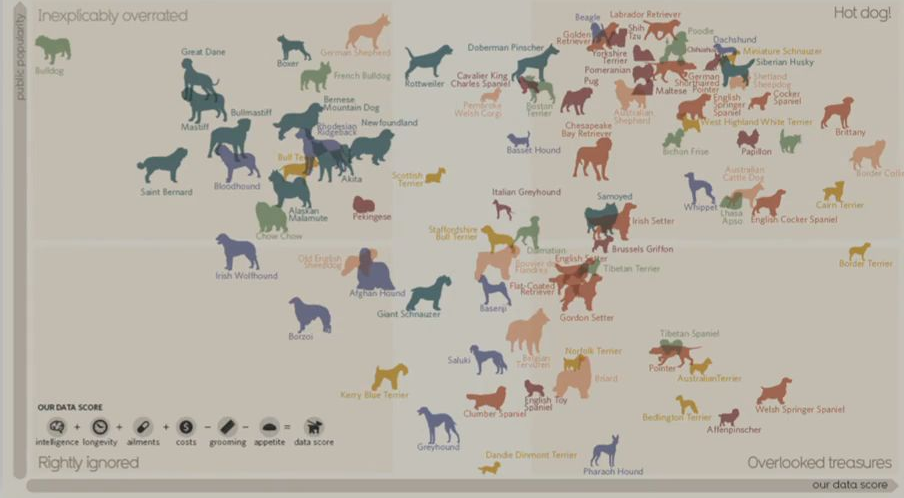 Inexplicably overrated
Hot dog!
public popularity
Bulldog
Great Dane
Boxer
German Shepherd
French Bulldog
Mastiff
Bullmastiff
Bernese
Mountain Dog
Rhodesian
Ridgeback
Newfoundland
Saint Bernard
Bloodhound
Bull Te
Akita
Alaskan
Malamute
Pekingese
Chow Chow
Rottweiler
Doberman Pinscher
Cavalier King
Charles Spaniel
Pembroke
Welsh Corgi
Boston
Terrier
Basset Hound
Scottish
Terrier
Italian Greyhound
Beagle
Labrador Retriever
Golden
Retriever
Shih
Tzu
Poodle
Yorkshire
Terrier
Chihuahua
Dachshund
Miniature Schnauzer
Siberian Husky
Pomeranian
Pug
Maltese
German
Shorthaired
Pointer
Shetland
Sheepdog
Australian
Shepherd
English
Springer
Spaniel
Cocker
Spaniel
West Highland White Terrier
Brittany
Chesapeake
Bay Retriever
Bichon Frise
Papillon
Border Coll
Australian
Cattle Dog
Whippet
Lhasa
Apso
English Cocker Spaniel
Cairn Terrier
Samoyed
Irish Setter
Staffordshire
Bull Terrier
Dalmatian
Brussels Griffon
Border Terrier
Irish Wolfhound
Old English
Sheepdog
Afghan Hound
Borzoi
Giant Schnauzer
Bouvier des
Flandres
English Setter
Tibetan Terrier
Basenji
Flat-Coated
Retriever
Gordon Setter
Saluki
Belgian
Tervuren
Norfolk Terrier
Briard
Tibetan Spaniel
Pointer
AustralianTerrier
Kerry Blue Terrier
Clumber Spaniel
English Toy
Spaniel
Bedlington Terrier
Affenpinscher
Welsh Springer Spaniel
Greyhound
Dandie Dinmont Terrier
Pharaoh Hound
OUR DATA SCORE
+ + + - - =
$
intelligence longevity ailments costs grooming appetite data score
Rightly ignored
Overlooked treasures
our data score